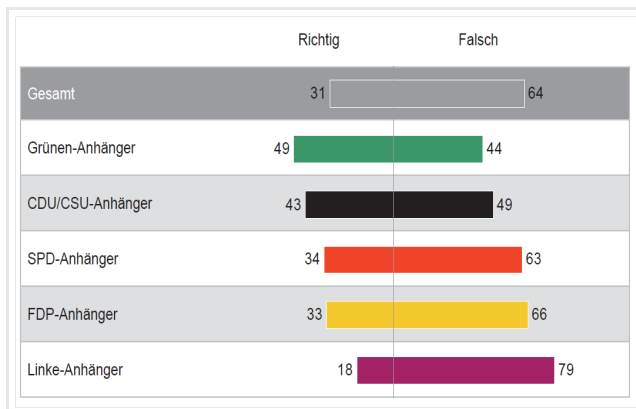 Richtig Falsch
Gesamt 31 64
Grünen-Anhänger 49 44
CDU/CSU-Anhänger 43 49
SPD-Anhänger 34 63
FDP-Anhänger 33 66
Linke-Anhänger 18 79